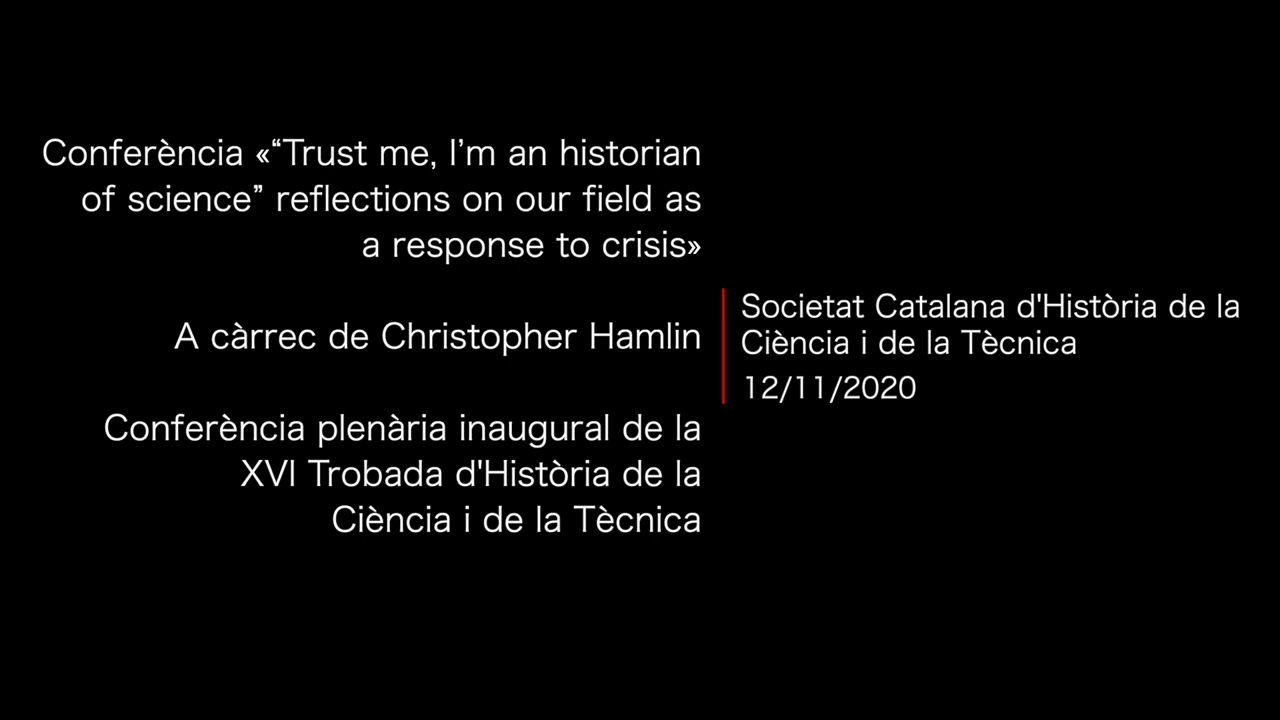 Conferència «“Trust me, I’m an historian
of science” reflections on our field as
a response to crisis»
A càrrec de Christopher Hamlin
Conferència plenària inaugural de la
XVI Trobada d'Història de la
Ciència i de la Tècnica
Societat Catalana d'Història de la
Ciència i de la Tècnica
12/11/2020